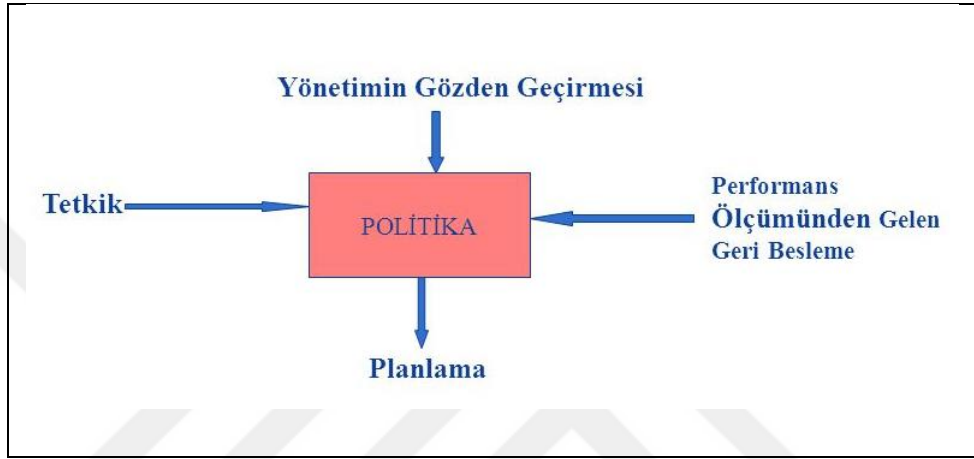 Yönetimin Gözden Geçirmesi
Tetkik
POLİTİKA
Performans
Ölçümünden Gelen
Geri Besleme
Planlama